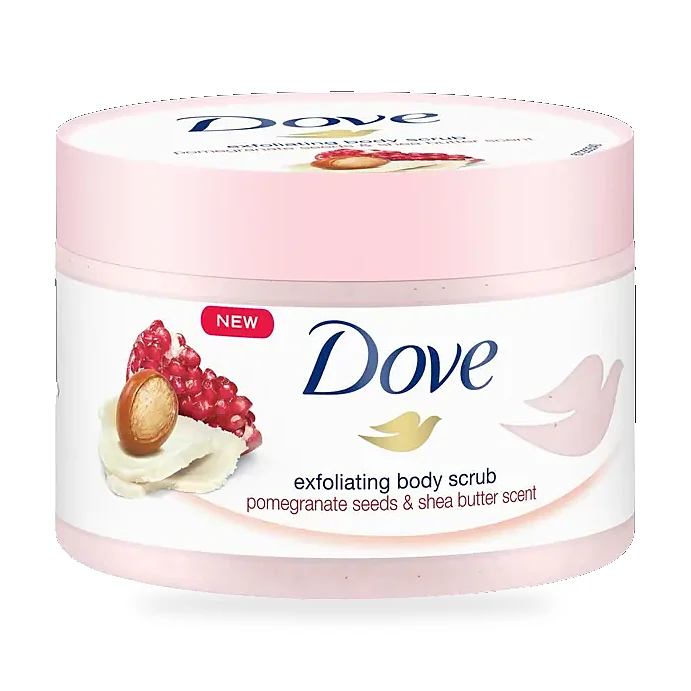 Dove
exfoliating body scrub
pomegranate seeds & shea butter scent
NEW
Dove
exfoliating body scrub
pomegranate seeds & shea butter scent